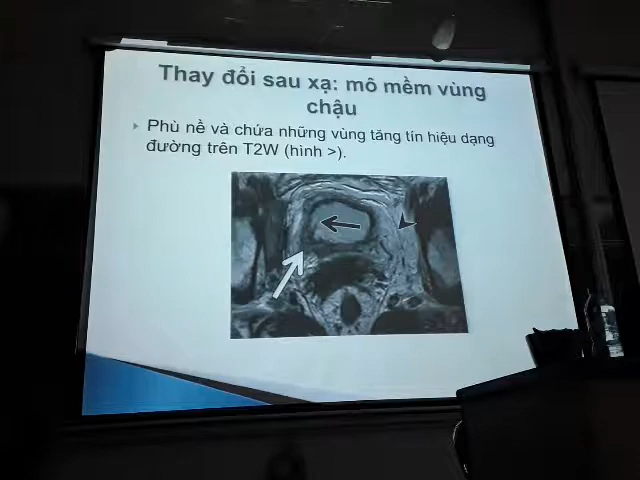 Thay đổi sau xạ: mô mềm vùng
chậu
Phù nề và chứa những vùng tăng tín hiệu dạng
đường trên T2W (hình >).